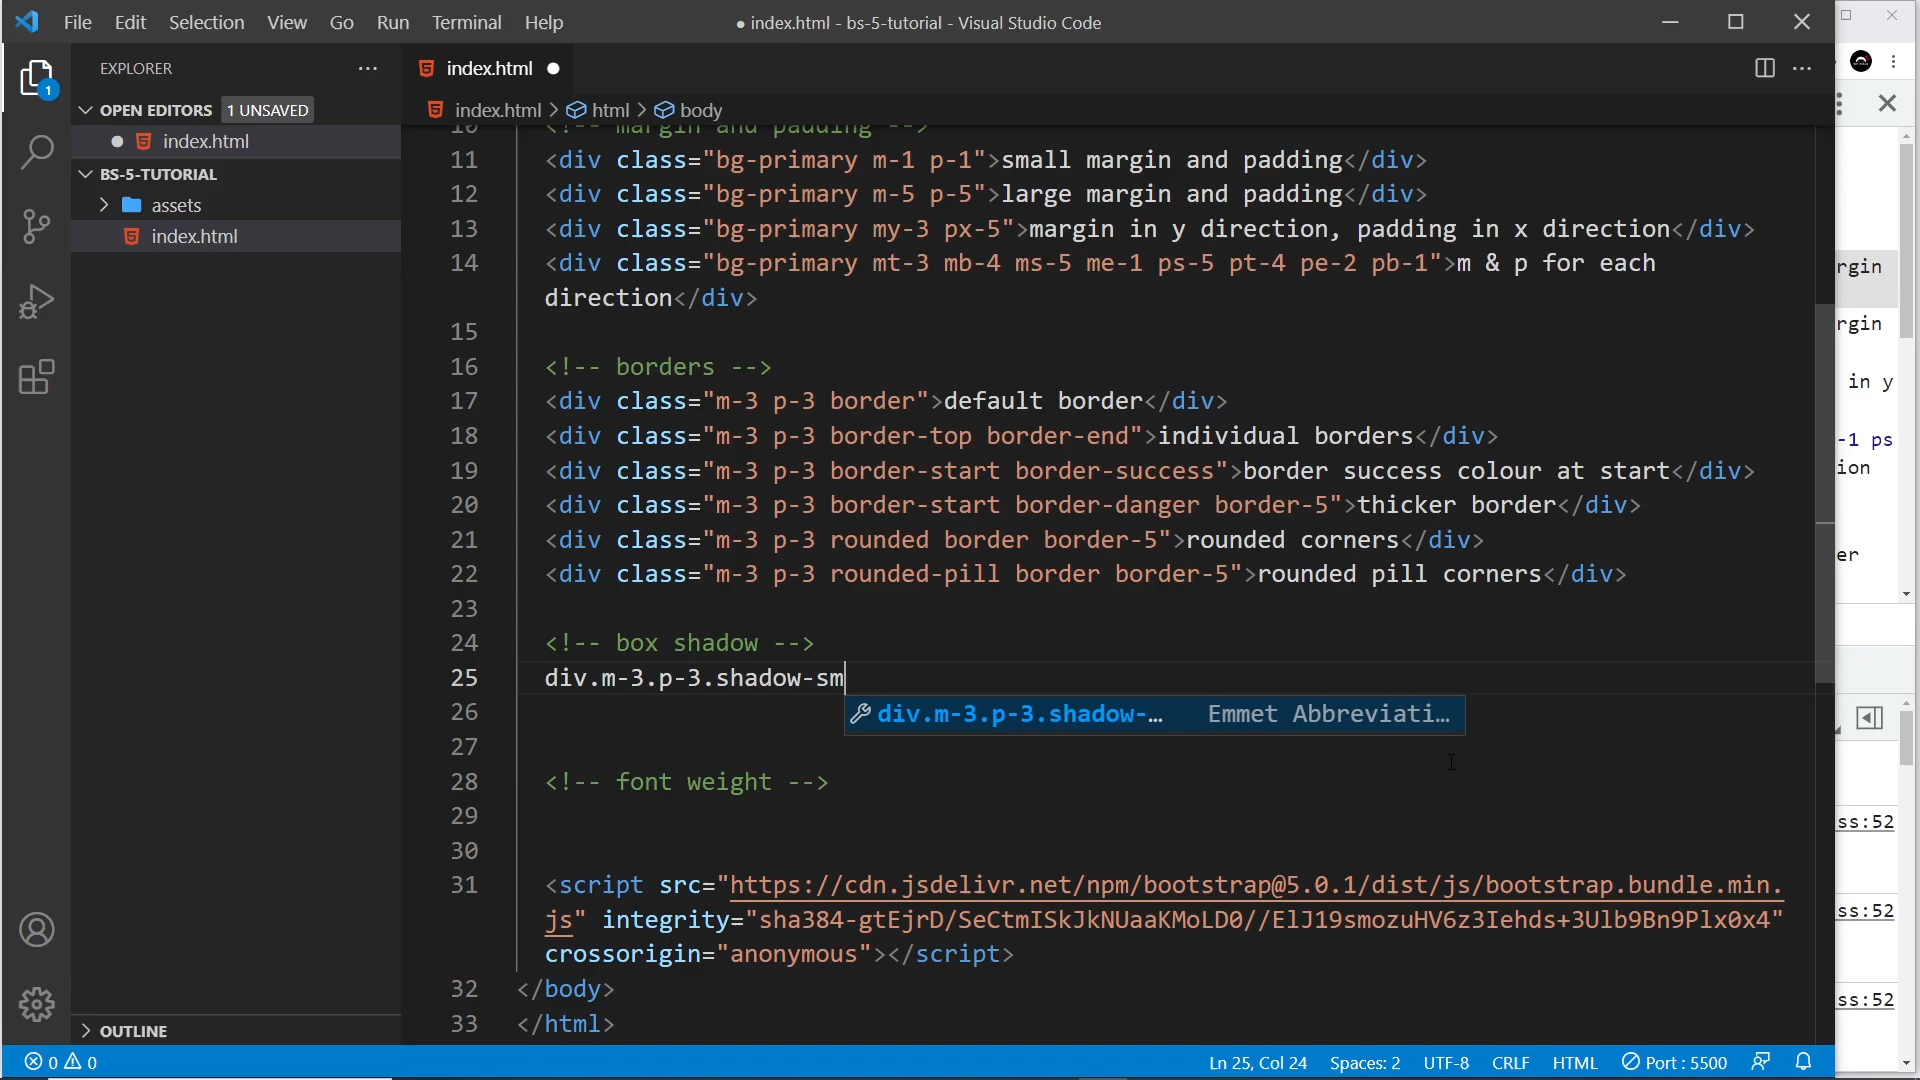 File Edit Selection View Go Run Terminal Help
● index.html - bs-5-tutorial - Visual Studio Code
EXPLORER
1
OPEN EDITORS 1 UNSAVED
index.html
BS-5-TUTORIAL
assets
index.html
OUTLINE
index.html
index.html > html > body
10 <!-- margin and padding -->
11 <div class="bg-primary m-1 p-1">small margin and padding</div>
12 <div class="bg-primary m-5 p-5">large margin and padding</div>
13 <div class="bg-primary my-3 px-5">margin in y direction, padding in x direction</div>
14 <div class="bg-primary mt-3 mb-4 ms-5 me-1 ps-5 pt-4 pe-2 pb-1">m & p for each
direction</div>
15
16 <!-- borders -->
17 <div class="m-3 p-3 border">default border</div>
18 <div class="m-3 p-3 border-top border-end">individual borders</div>
19 <div class="m-3 p-3 border-start border-success">border success colour at start</div>
20 <div class="m-3 p-3 border-start border-danger border-5">thicker border</div>
21 <div class="m-3 p-3 rounded border border-5">rounded corners</div>
22 <div class="m-3 p-3 rounded-pill border border-5">rounded pill corners</div>
23
24 <!-- box shadow -->
25 div.m-3.p-3.shadow-sm
26 div.m-3.p-3.shadow-… Emmet Abbreviati…
27
28 <!-- font weight -->
29
30
31 <script src="https://cdn.jsdelivr.net/npm/bootstrap@5.0.1/dist/js/bootstrap.bundle.min.
js" integrity="sha384-gtEjrD/SeCtmISkJkNUaaKMoLD0//ElJ19smozuHV6z3Iehds+3Ulb9Bn9Plx0x4"
crossorigin="anonymous"></script>
32 </body>
33 </html>
rgin
rgin
in y
-1 ps
ion
er
ss:52
ss:52
ss:52
0 0
Ln 25, Col 24 Spaces: 2 UTF-8 CRLF HTML Port : 5500